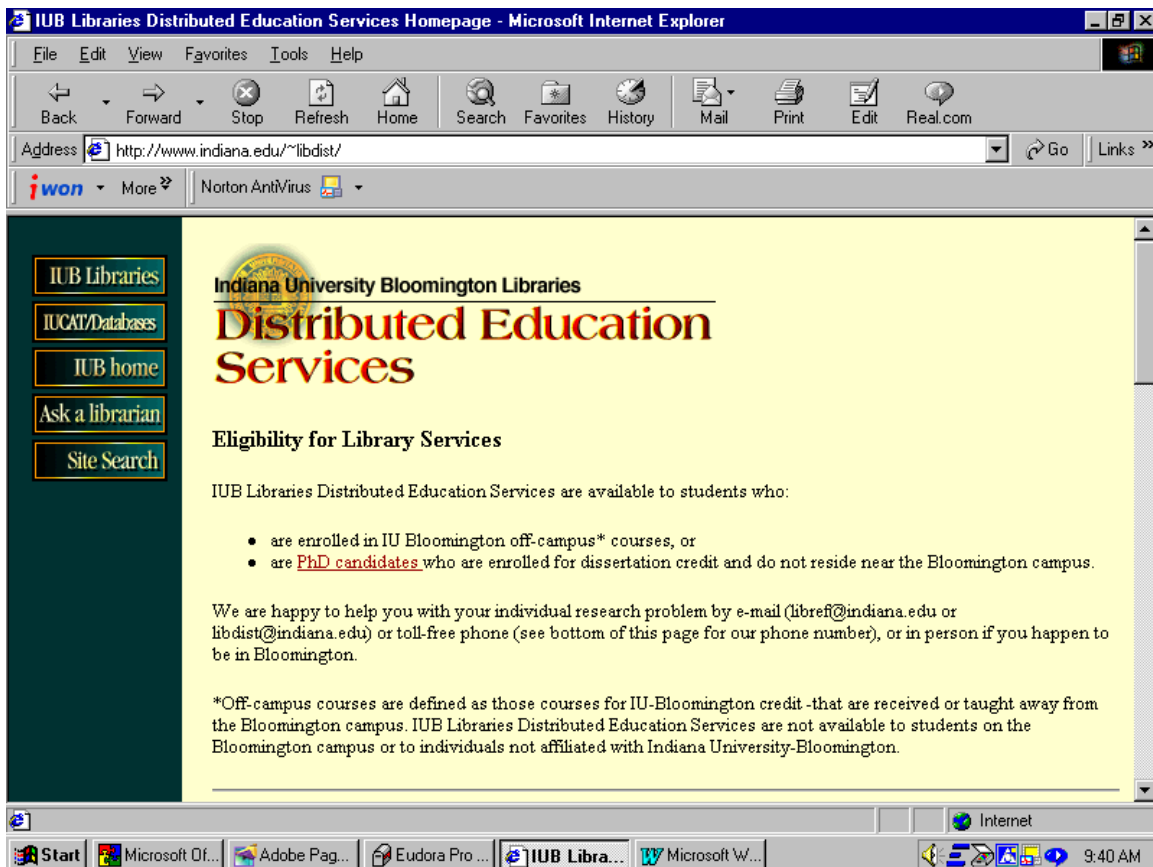 IUB Libraries Distributed Education Services Homepage - Microsoft Internet Explorer
File Edit View Favorites Tools Help
Back Forward Stop Refresh Home Search Favorites History Mail Print Edit Real.com
Address http://www.indiana.edu/~libdist/ Go Links »
iwon More » Norton AntiVirus
IUB Libraries
IUCAT/Databases
IUB home
Ask a librarian
Site Search
Indiana University Bloomington Libraries
Distributed Education
Services
Eligibility for Library Services
IUB Libraries Distributed Education Services are available to students who:
• are enrolled in IU Bloomington off-campus* courses, or
• are PhD candidates who are enrolled for dissertation credit and do not reside near the Bloomington campus.
We are happy to help you with your individual research problem by e-mail (libref@indiana.edu or
libdist@indiana.edu) or toll-free phone (see bottom of this page for our phone number), or in person if you happen to
be in Bloomington.
*Off-campus courses are defined as those courses for IU-Bloomington credit -that are received or taught away from
the Bloomington campus. IUB Libraries Distributed Education Services are not available to students on the
Bloomington campus or to individuals not affiliated with Indiana University-Bloomington.
Internet
Start Microsoft Of... Adobe Pag... Eudora Pro ... IUB Libra... Microsoft W... 9:40 AM